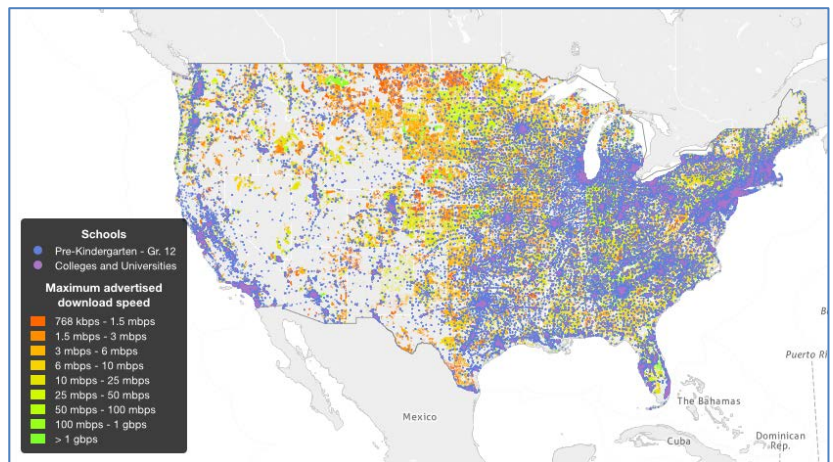 Schools
Pre-Kindergarten - Gr. 12
Colleges and Universities
Maximum advertised
download speed
768 kbps - 1.5 mbps
1.5 mbps - 3 mbps
3 mbps - 6 mbps
6 mbps - 10 mbps
10 mbps - 25 mbps
25 mbps - 50 mbps
50 mbps - 100 mbps
100 mbps - 1 gbps
> 1 gbps
Mexico
The Bahamas
Cuba
Dominican
Rep.
Puerto